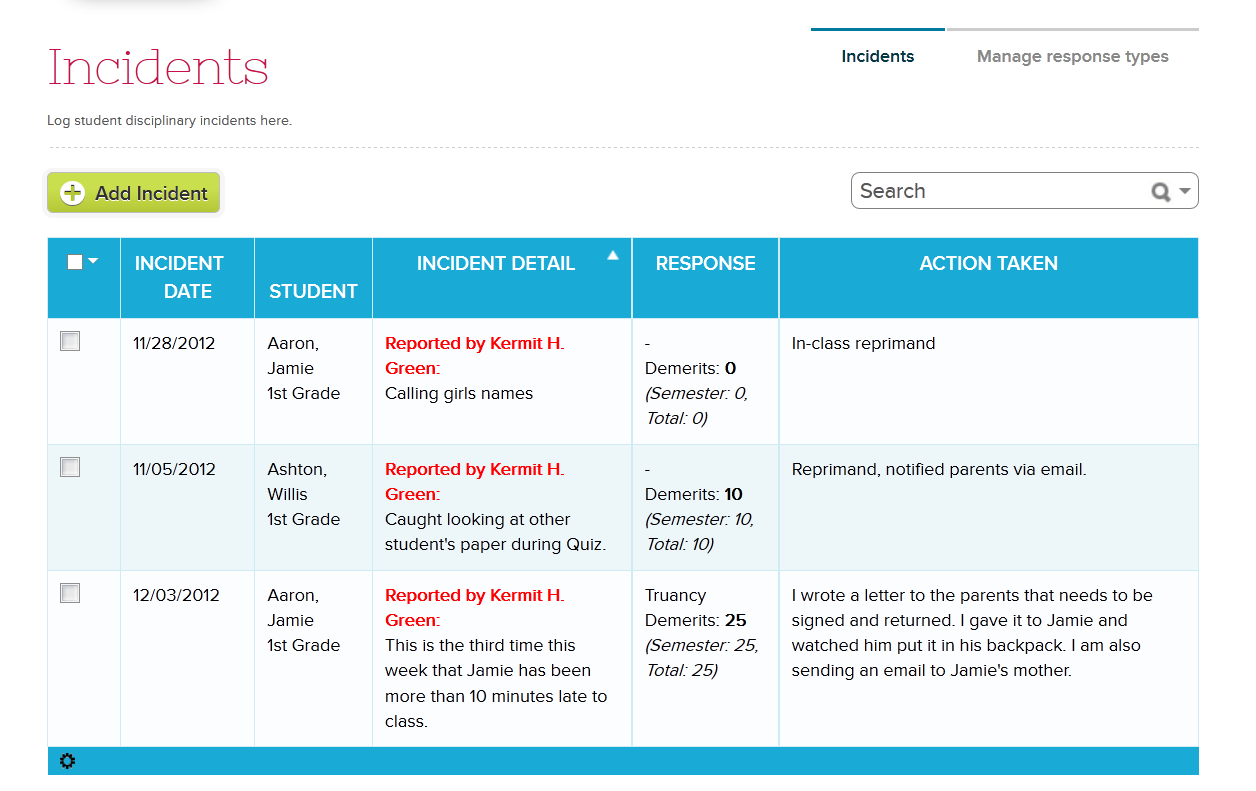 Incidents
Incidents
Manage response types
Log student disciplinary incidents here.
Add Incident
Search
INCIDENT
DATE
STUDENT
INCIDENT DETAIL
RESPONSE
ACTION TAKEN
11/28/2012
Aaron,
Jamie
1st Grade
Reported by Kermit H.
Green:
Calling girls names
-
Demerits: 0
(Semester: 0,
Total: 0)
In-class reprimand
11/05/2012
Ashton,
Willis
1st Grade
Reported by Kermit H.
Green:
Caught looking at other
student's paper during Quiz.
-
Demerits: 10
(Semester: 10,
Total: 10)
Reprimand, notified parents via email.
12/03/2012
Aaron,
Jamie
1st Grade
Reported by Kermit H.
Green:
This is the third time this
week that Jamie has been
more than 10 minutes late to
class.
Truancy
Demerits: 25
(Semester: 25,
Total: 25)
I wrote a letter to the parents that needs to be
signed and returned. I gave it to Jamie and
watched him put it in his backpack. I am also
sending an email to Jamie's mother.